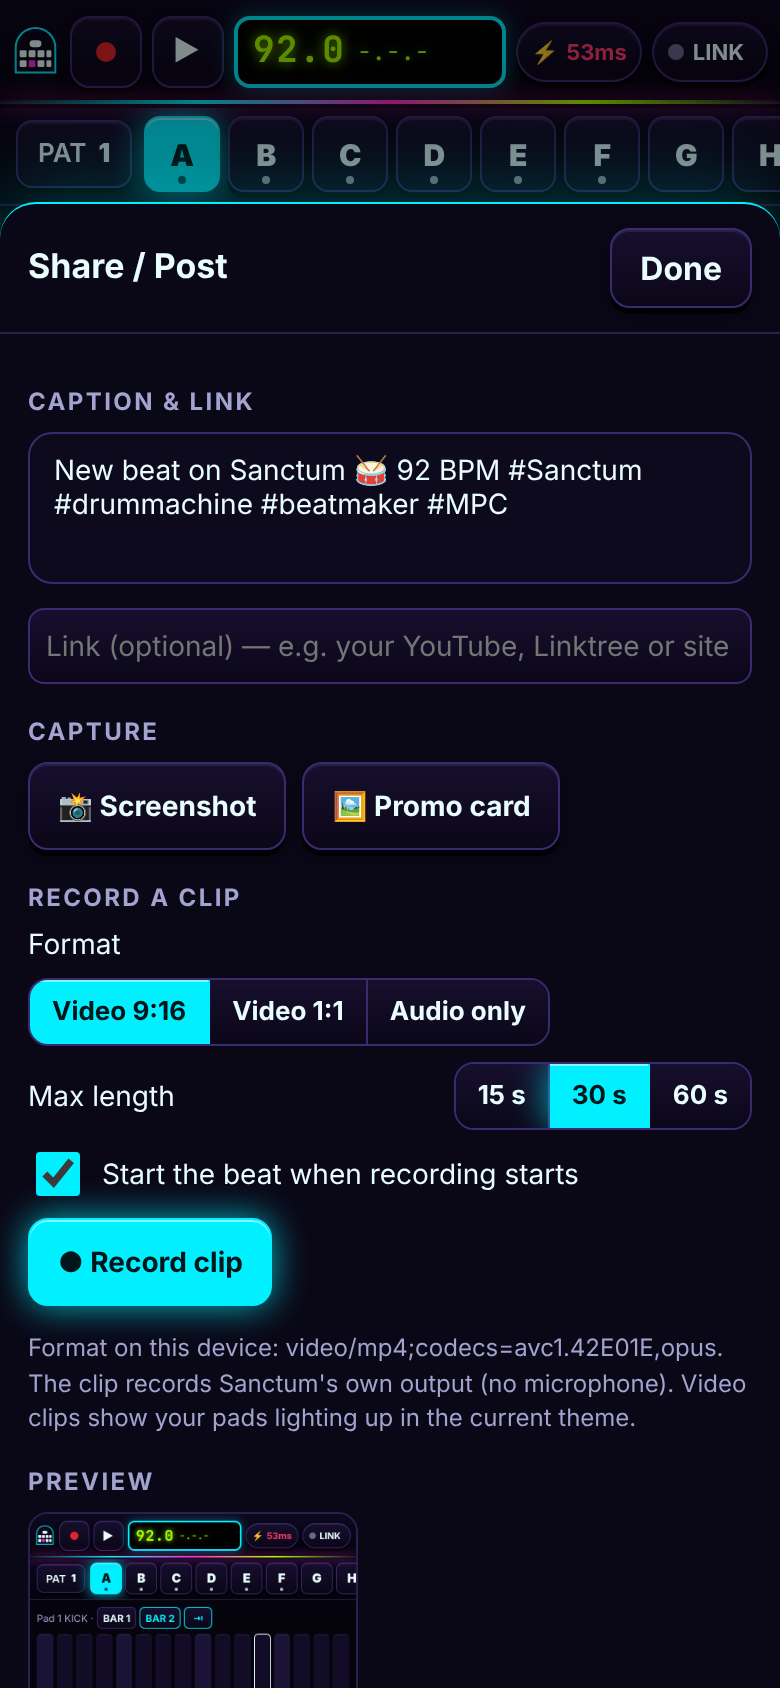 92.0 -.-.-
⚡ 53ms
LINK
PAT 1
A B C D E F G H
Share / Post
Done
CAPTION & LINK
New beat on Sanctum 🥁 92 BPM #Sanctum
#drummachine #beatmaker #MPC
Link (optional) — e.g. your YouTube, Linktree or site
CAPTURE
📸 Screenshot
🖼️ Promo card
RECORD A CLIP
Format
Video 9:16
Video 1:1
Audio only
Max length
15 s
30 s
60 s
Start the beat when recording starts
● Record clip
Format on this device: video/mp4;codecs=avc1.42E01E,opus.
The clip records Sanctum's own output (no microphone). Video
clips show your pads lighting up in the current theme.
PREVIEW
92.0 -.-.-
⚡ 53ms
LINK
PAT 1
A B C D E F G H
Pad 1 KICK ·
BAR 1
BAR 2